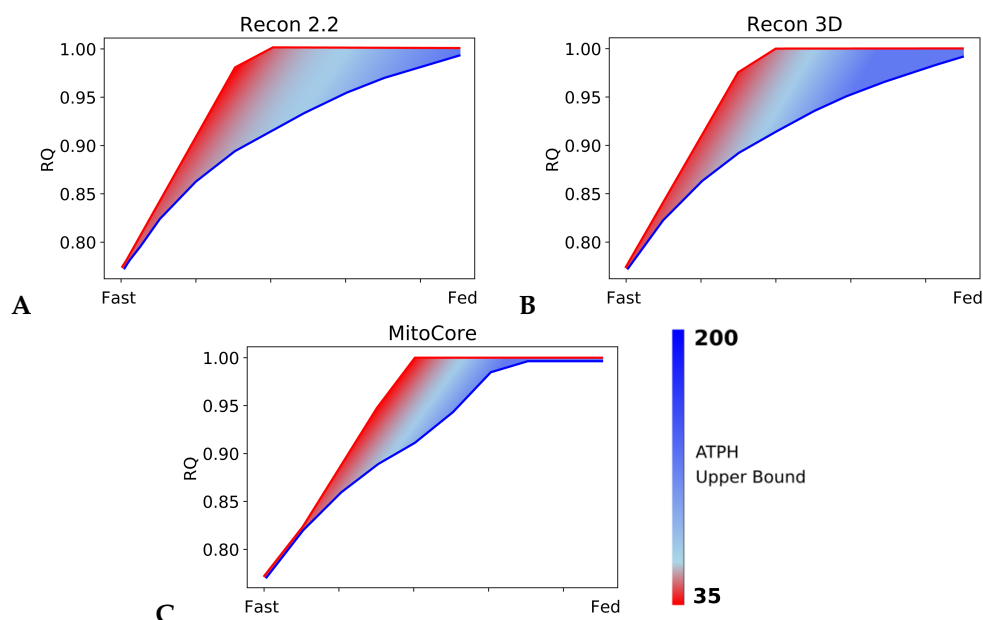 Recon 2.2
1.00
0.95
0.90
0.85
0.80
RQ
Fast
Fed
A
Recon 3D
1.00
0.95
0.90
0.85
0.80
RQ
Fast
Fed
B
MitoCore
1.00
0.95
0.90
0.85
0.80
RQ
Fast
Fed
C
200
ATPH
Upper Bound
35